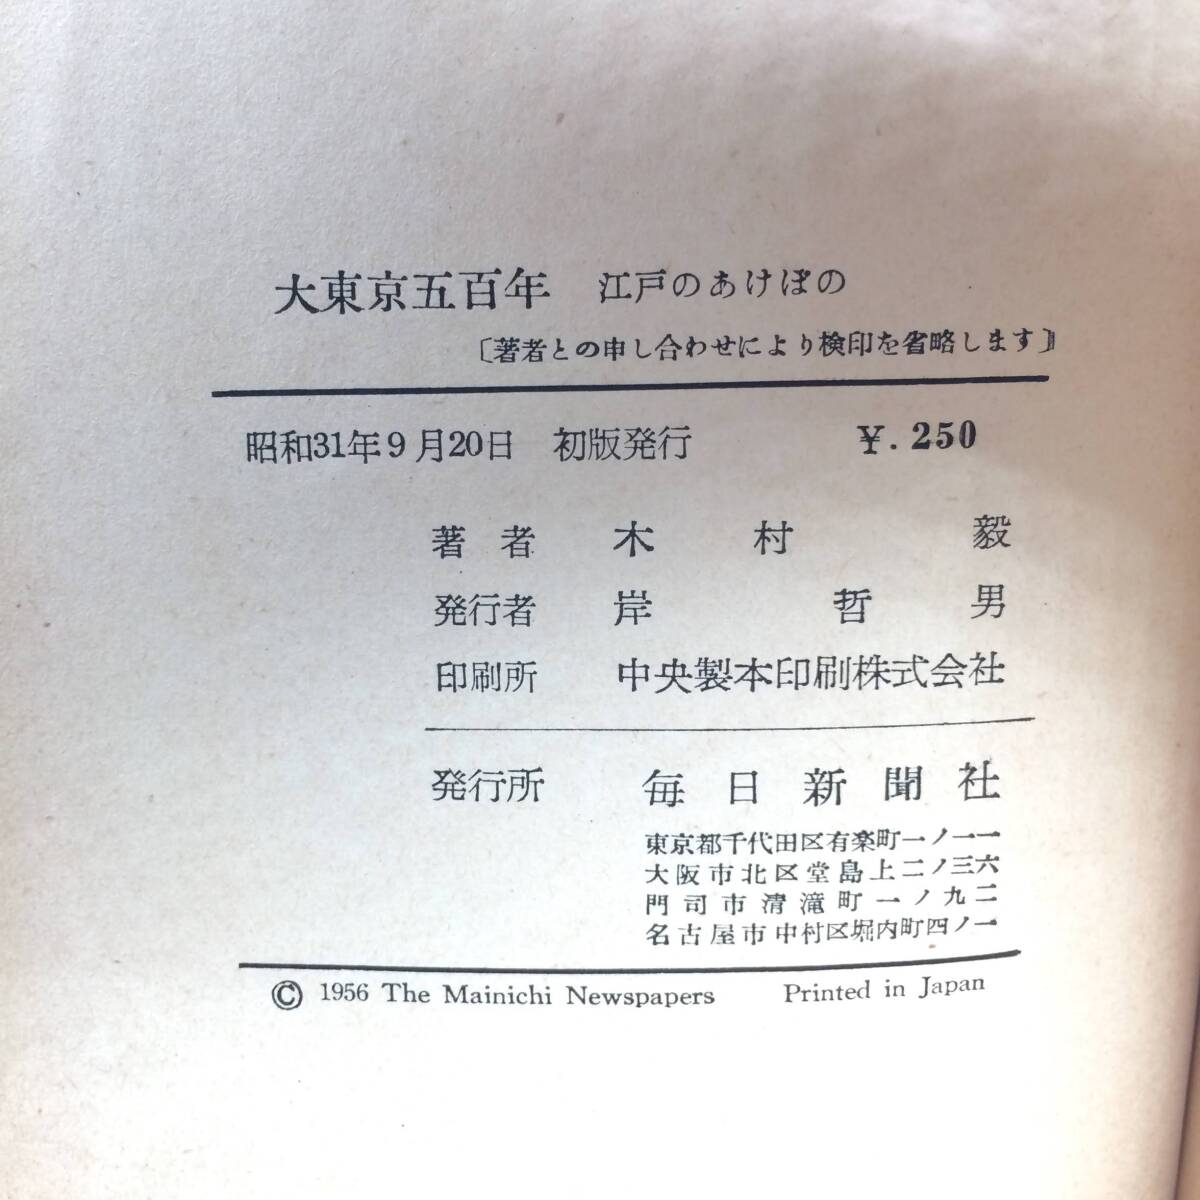 大東京五百年 江戸のあけぼの
〔著者との申し合わせにより検印を省略します〕
昭和31年9月20日 初版発行 ¥.250
著者 木村毅
発行者 岸哲男
印刷所 中央製本印刷株式会社
発行所 毎日新聞社
東京都千代田区有楽町一ノ一一
大阪市北区堂島上二ノ三六
門司市清滝町一ノ九二
名古屋市中村区堀内町四ノ一
© 1956 The Mainichi Newspapers Printed in Japan